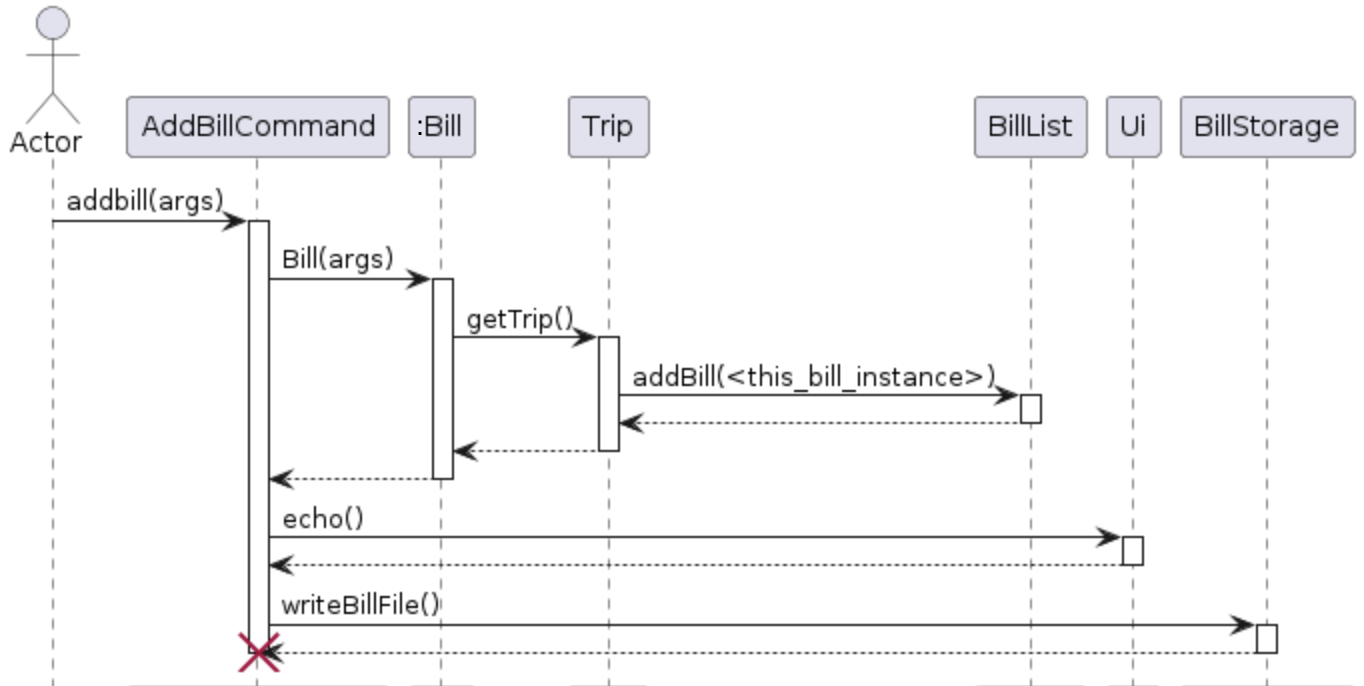 Actor
AddBillCommand
:Bill
Trip
BillList
Ui
BillStorage
addbill(args)
Bill(args)
getTrip()
addBill(<this_bill_instance>)
echo()
writeBillFile()